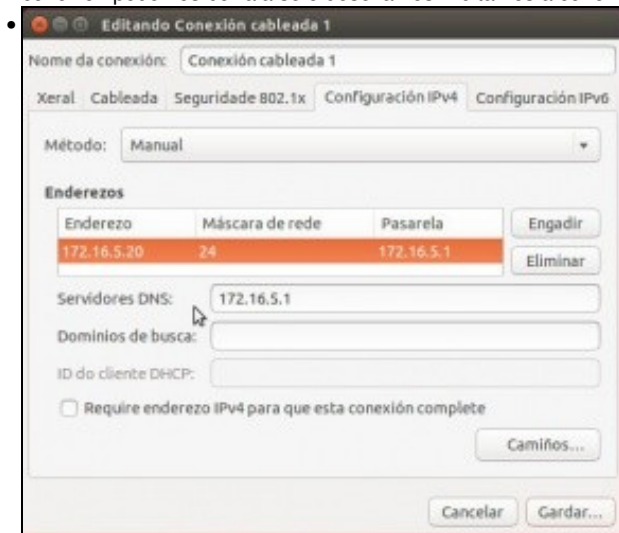 Editando Conexión cableada 1
Nome da conexión: Conexión cableada 1
Xeral Cableada Seguridade 802.1x Configuración IPv4 Configuración IPv6
Método: Manual
Enderezos
Enderezo Máscara de rede Pasarela Engadir
172.16.5.20 24 172.16.5.1
Eliminar
Servidores DNS: 172.16.5.1
Dominios de busca:
ID do cliente DHCP:
Require enderezo IPv4 para que esta conexión complete
Camiños...
Cancelar Gardar...